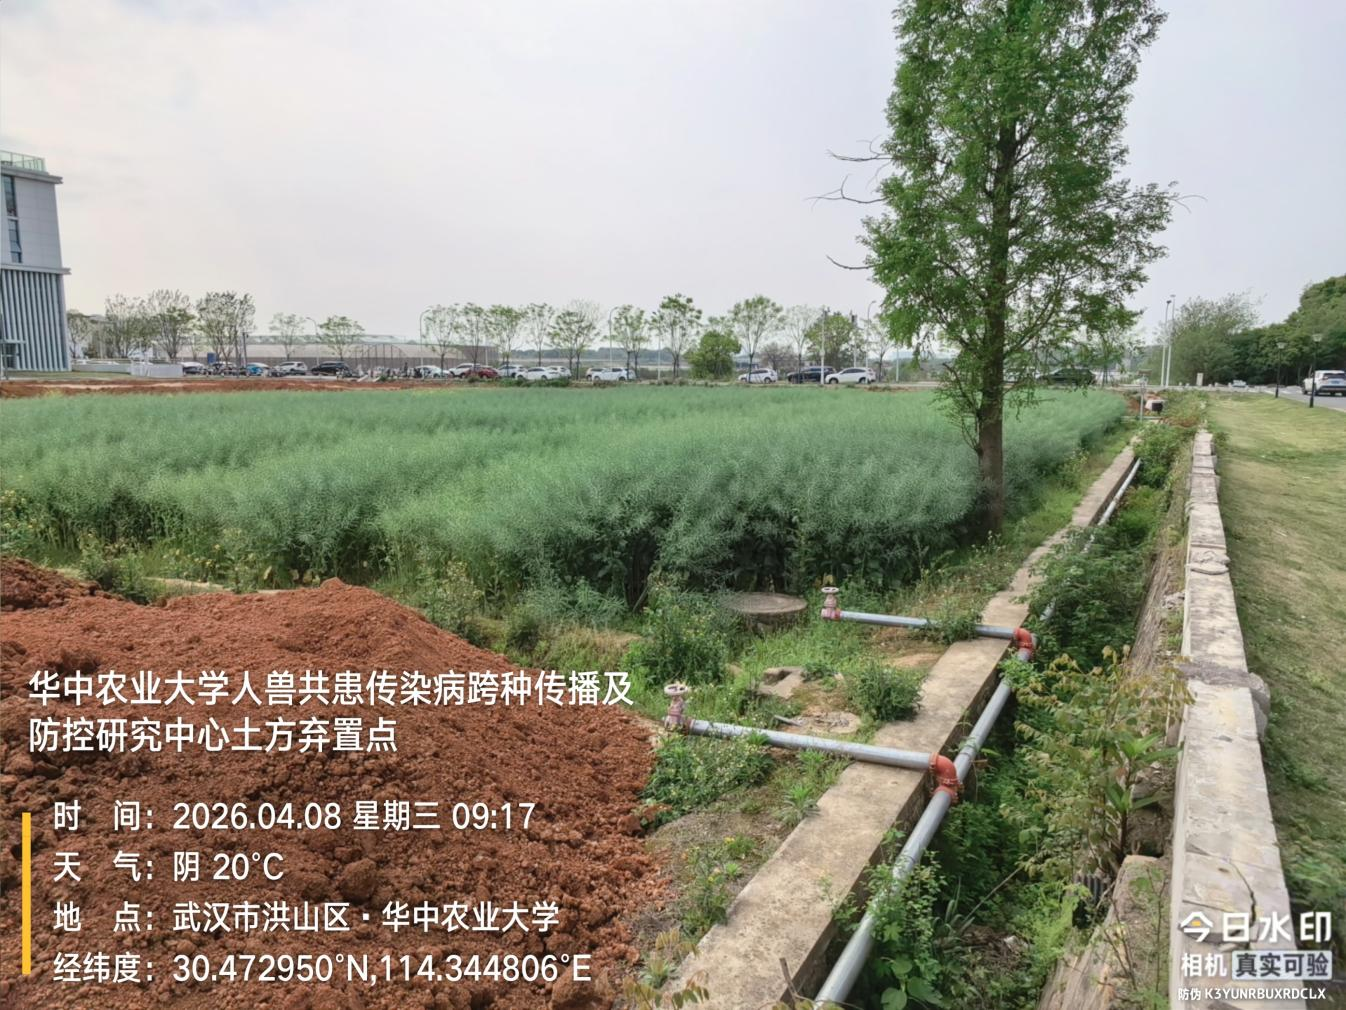 华中农业大学人兽共患传染病跨种传播及
防控研究中心土方弃置点
时 间：2026.04.08 星期三 09:17
天 气：阴 20°C
地 点：武汉市洪山区·华中农业大学
经纬度：30.472950°N,114.344806°E
今日水印
相机 真实可验
防伪 K3YUNRBUXRDCLX